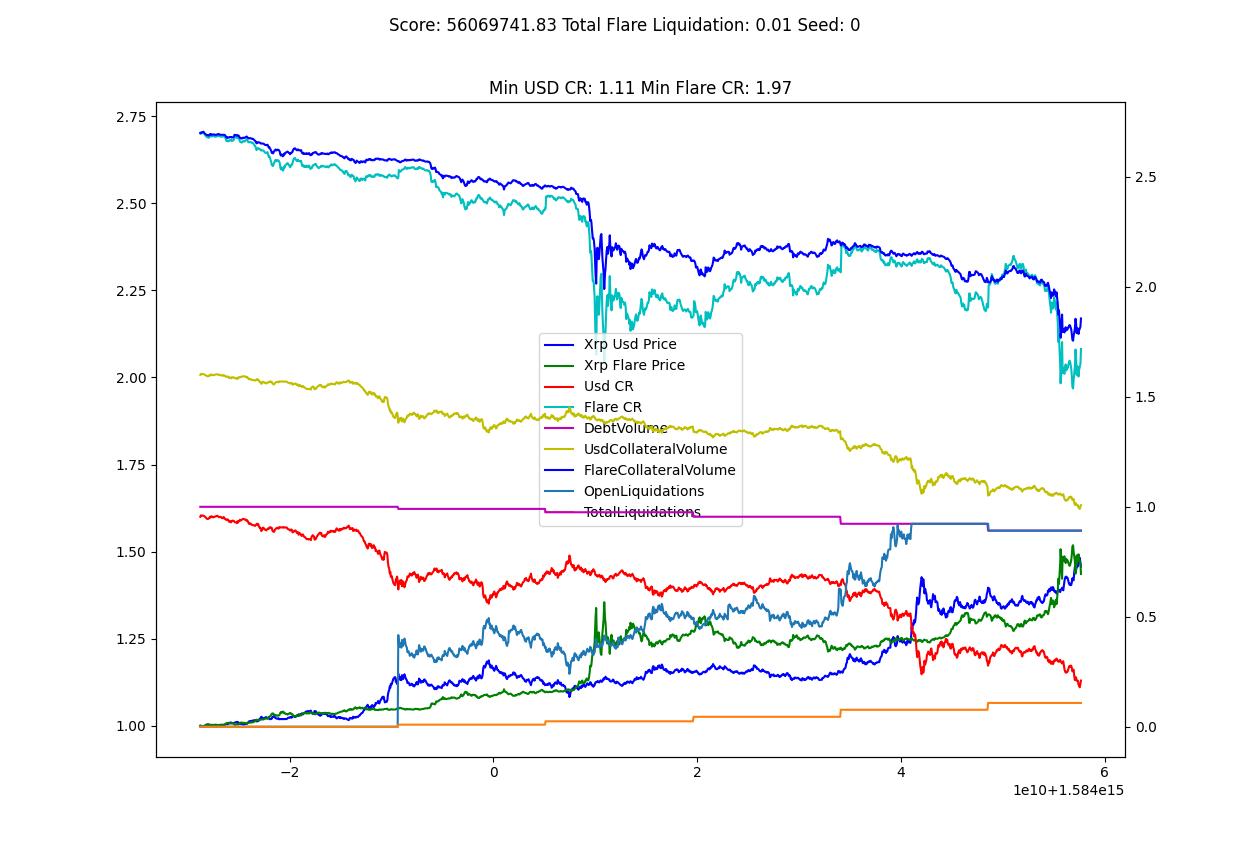 Score: 56069741.83 Total Flare Liquidation: 0.01 Seed: 0
Min USD CR: 1.11 Min Flare CR: 1.97
2.75
2.50
2.25
2.00
1.75
1.50
1.25
1.00
2.5
2.0
1.5
1.0
0.5
0.0
Xrp Usd Price
Xrp Flare Price
Usd CR
Flare CR
DebtVolume
UsdCollateralVolume
FlareCollateralVolume
OpenLiquidations
TotalLiquidations
−2
0
2
4
6
1e10+1.584e15